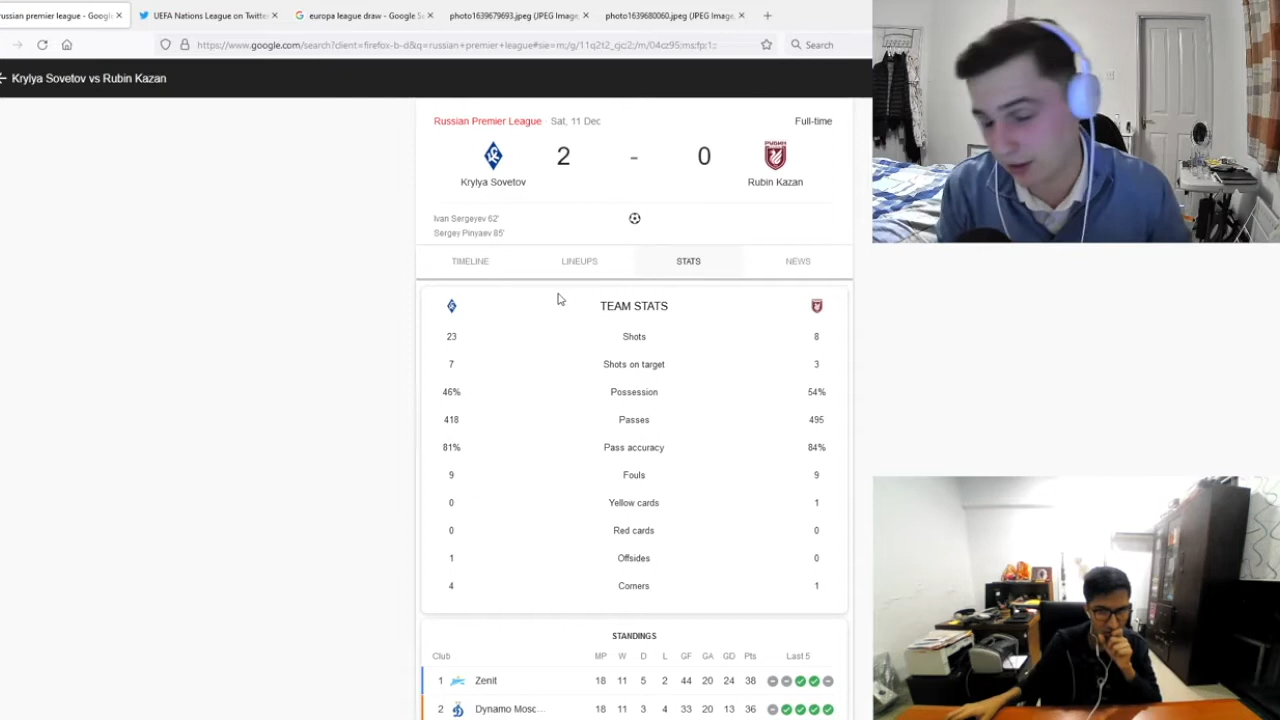 russian premier league - Googl
UEFA Nations League on Twitte
europa league draw - Google S
photo1639679693.jpeg (JPEG Image,
photo1639680060.jpeg (JPEG Image,
Search
Krylya Sovetov vs Rubin Kazan
Russian Premier League · Sat, 11 Dec
Full-time
2 - 0
РУБИН
Krylya Sovetov
Rubin Kazan
Ivan Sergeyev 62'
Sergey Pinyaev 85'
TIMELINE LINEUPS STATS NEWS
TEAM STATS
23 Shots 8
7 Shots on target 3
46% Possession 54%
418 Passes 495
81% Pass accuracy 84%
9 Fouls 9
0 Yellow cards 1
0 Red cards 0
1 Offsides 0
4 Corners 1
STANDINGS
Club MP W D L GF GA GD Pts Last 5
1 Zenit 18 11 5 2 44 20 24 38
2 Dynamo Mosc... 18 11 3 4 33 20 13 36